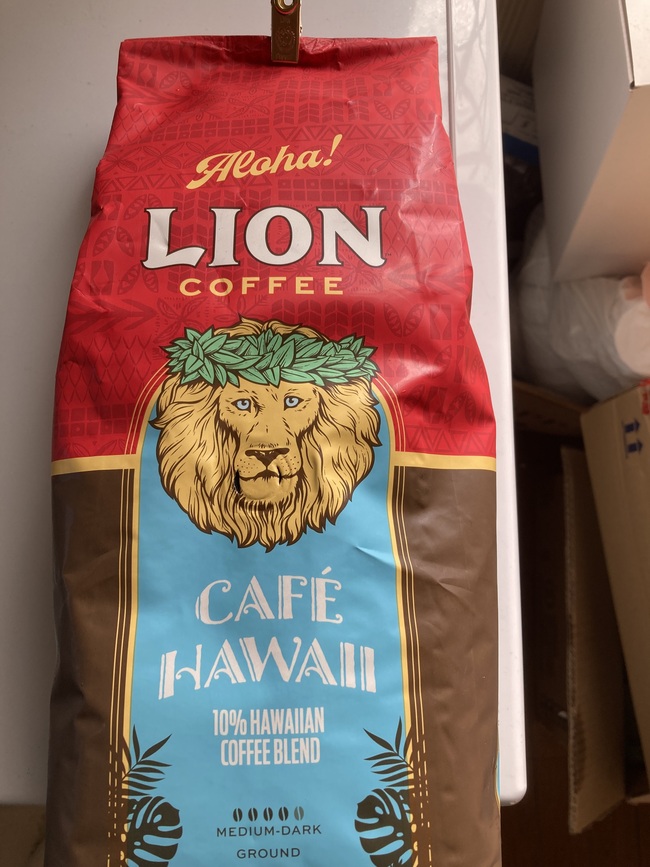 Aloha!
LION
COFFEE
CAFÉ
HAWAII
10% HAWAIIAN
COFFEE BLEND
MEDIUM-DARK
GROUND